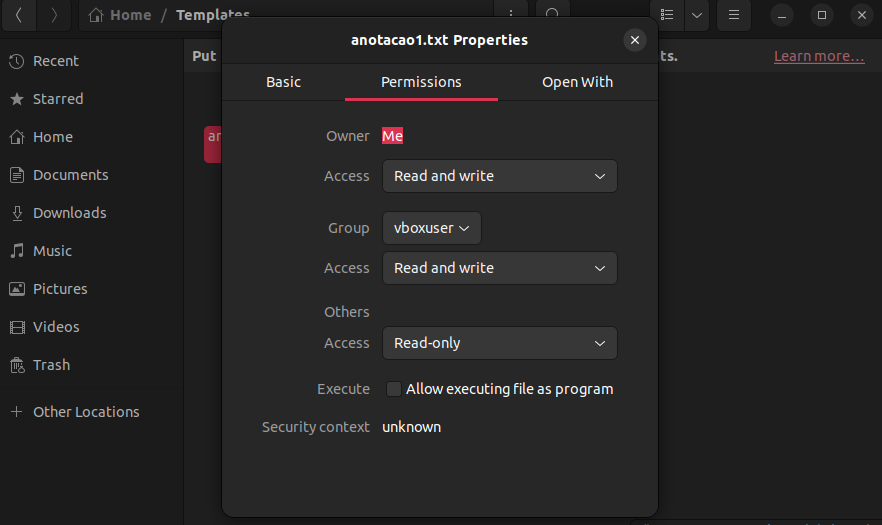 Home / Templates
anotacao1.txt Properties
Recent
Starred
Home
Documents
Downloads
Music
Pictures
Videos
Trash
Other Locations
Put
ts.
Learn more…
Basic
Permissions
Open With
Owner Me
Access Read and write
Group vboxuser
Access Read and write
Others
Access Read-only
Execute Allow executing file as program
Security context unknown